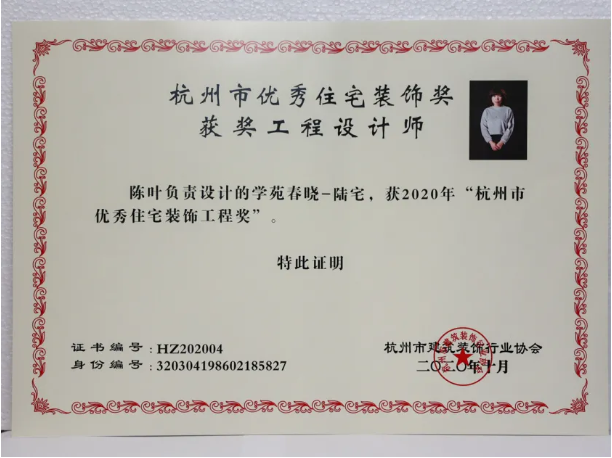 杭州市优秀住宅装饰奖
获奖工程设计师
陈叶负责设计的学苑春晓-陆宅，获2020年“杭州市
优秀住宅装饰工程奖”。
特此证明
证书编号：HZ202004
身份编号：320304198602185827
杭州市建筑装饰行业协会
二〇二〇年十月